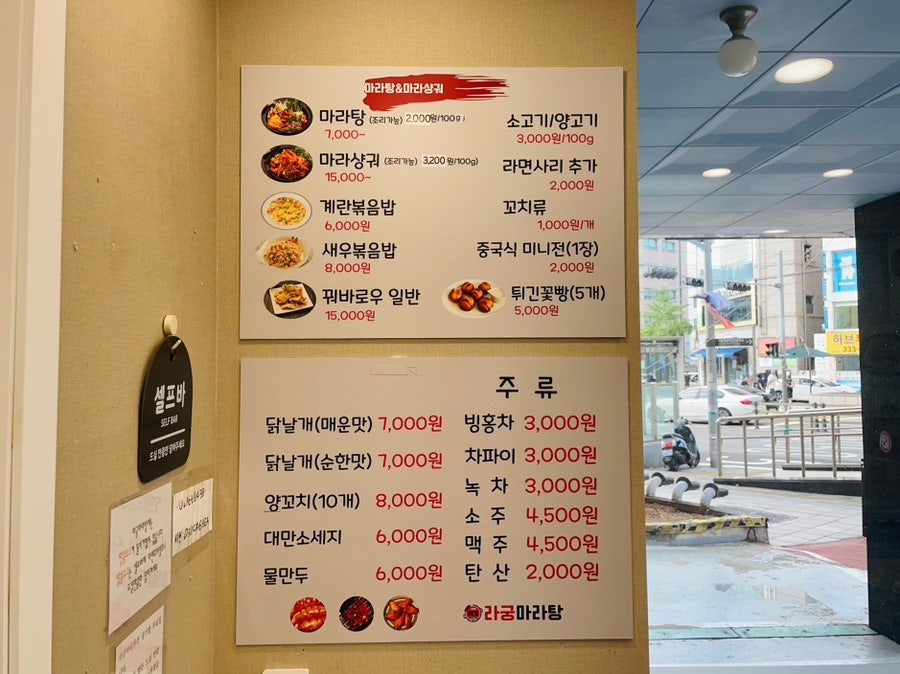 마라탕&마라샹궈
마라탕 (조리가능) 2,000원/100g
7,000~
마라샹궈 (조리가능) 3,200원/100g)
15,000~
계란볶음밥
6,000원
새우볶음밥
8,000원
꿔바로우 일반
15,000원
소고기/양고기
3,000원/100g
라면사리 추가
2,000원
꼬치류
1,000원/개
중국식 미니전(1장)
2,000원
튀긴꽃빵(5개)
5,000원
닭날개(매운맛) 7,000원
닭날개(순한맛) 7,000원
양꼬치(10개) 8,000원
대만소세지 6,000원
물만두 6,000원
주 류
빙홍차 3,000원
차파이 3,000원
녹 차 3,000원
소 주 4,500원
맥 주 4,500원
탄 산 2,000원
라궁마라탕
셀프바
SELF BAR
드실 만큼만 담아주세요
333-